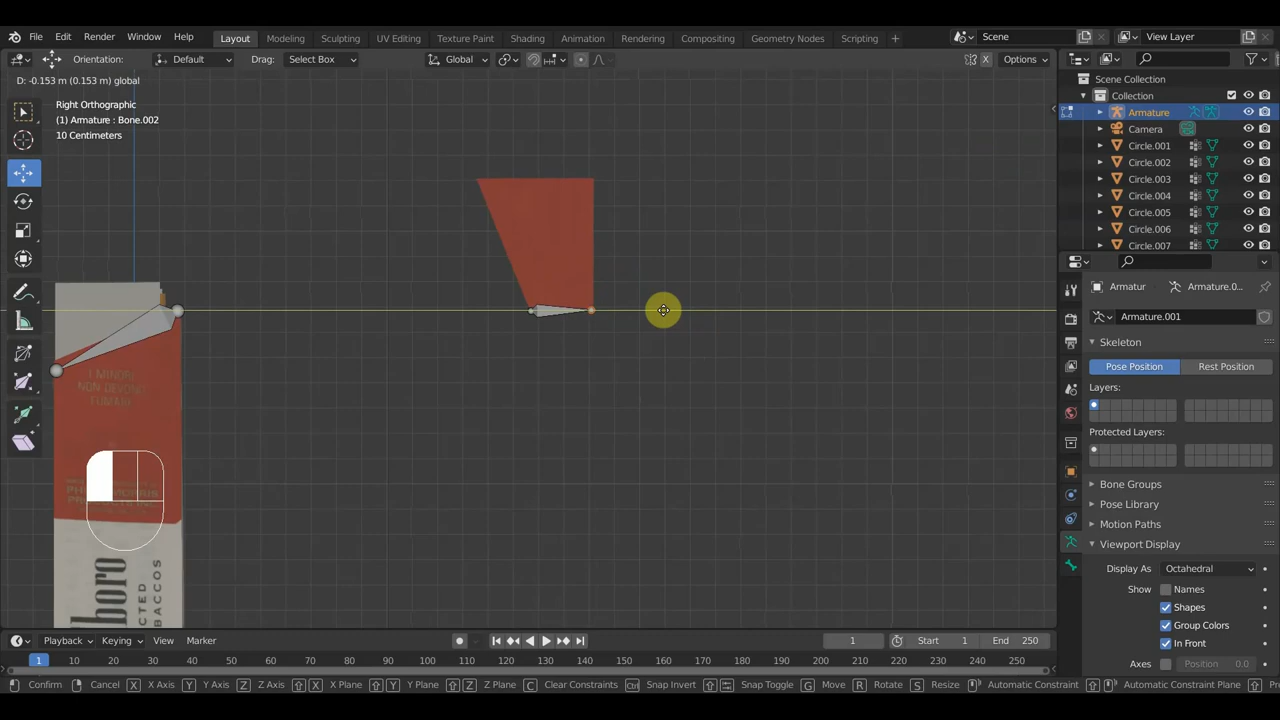 File Edit Render Window Help Layout Modeling Sculpting UV Editing Texture Paint Shading Animation Rendering Compositing Geometry Nodes Scripting + Scene View Layer
Orientation: Default Drag: Select Box Global X Options
D: -0.153 m (0.153 m) global
Right Orthographic
(1) Armature : Bone.002
10 Centimeters
Scene Collection
Collection
Armature
Camera
Circle.001
Circle.002
Circle.003
Circle.004
Circle.005
Circle.006
Circle.007
Armatur Armature.0...
Armature.001
Skeleton
Pose Position Rest Position
Layers:
Protected Layers:
Bone Groups
Pose Library
Motion Paths
Viewport Display
Display As Octahedral
Show Names
Shapes
Group Colors
In Front
Axes Position 0.0
I MINORI
NON DEVONO
FUMARE
Playback Keying View Marker 1 Start 1 End 250
1 10 20 30 40 50 60 70 80 90 100 110 120 130 140 150 160 170 180 190 200 210 220 230 240 250
Confirm Cancel X X Axis Y Y Axis Z Z Axis X X Plane Y Y Plane Z Z Plane C Clear Constraints Ctrl Snap Invert Snap Toggle G Move R Rotate S Resize Automatic Constraint Automatic Constraint Plane